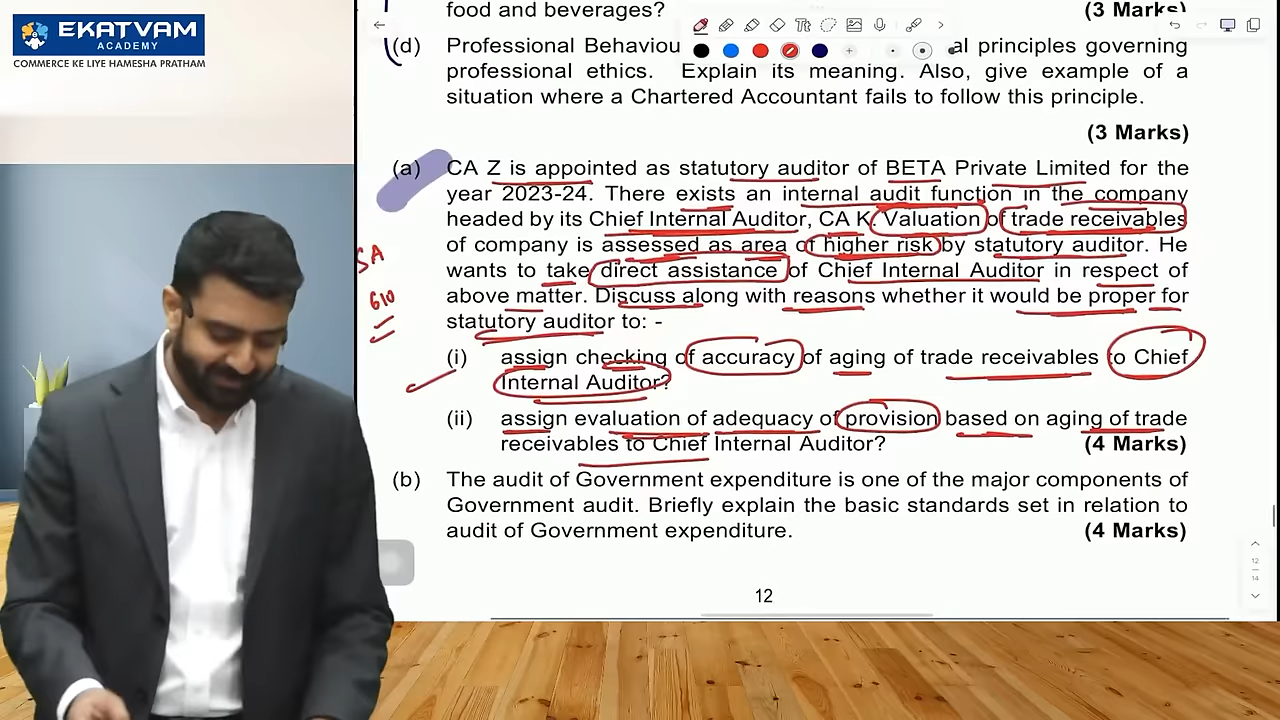 EKATVAM
ACADEMY
COMMERCE KE LIYE HAMESHA PRATHAM
food and beverages? (3 Marks)
(d) Professional Behaviou al principles governing
professional ethics. Explain its meaning. Also, give example of a
situation where a Chartered Accountant fails to follow this principle.
(3 Marks)
(a) CA Z is appointed as statutory auditor of BETA Private Limited for the
year 2023-24. There exists an internal audit function in the company
headed by its Chief Internal Auditor, CA K. Valuation of trade receivables
of company is assessed as area of higher risk by statutory auditor. He
wants to take direct assistance of Chief Internal Auditor in respect of
above matter. Discuss along with reasons whether it would be proper for
statutory auditor to: -
SA
610
(i) assign checking of accuracy of aging of trade receivables to Chief
Internal Auditor?
(ii) assign evaluation of adequacy of provision based on aging of trade
receivables to Chief Internal Auditor? (4 Marks)
(b) The audit of Government expenditure is one of the major components of
Government audit. Briefly explain the basic standards set in relation to
audit of Government expenditure. (4 Marks)
12
12
14